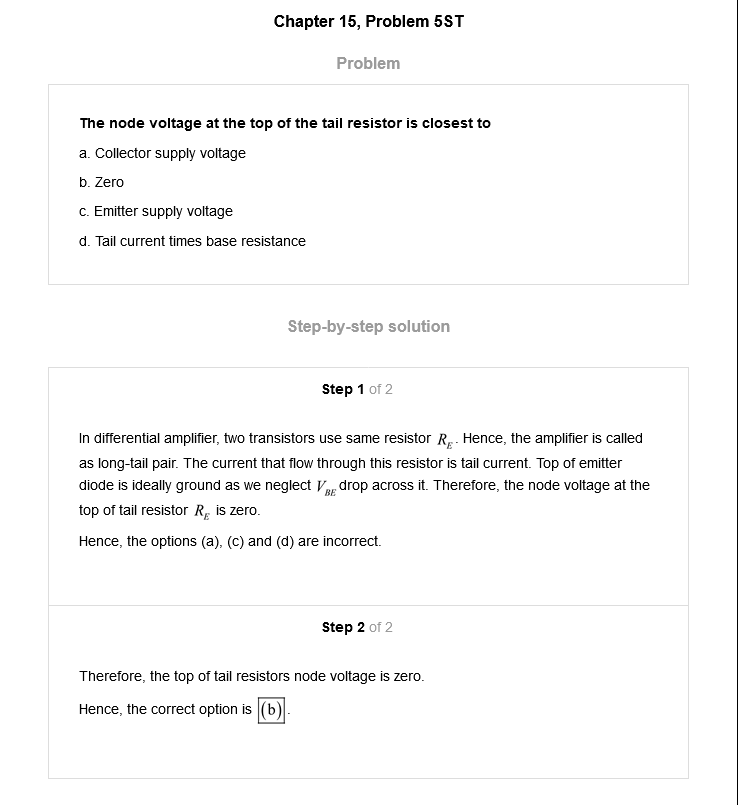 Chapter 15, Problem 5ST
Problem
The node voltage at the top of the tail resistor is closest to
a. Collector supply voltage
b. Zero
c. Emitter supply voltage
d. Tail current times base resistance
Step-by-step solution
Step 1 of 2
In differential amplifier, two transistors use same resistor R_E. Hence, the amplifier is called
as long-tail pair. The current that flow through this resistor is tail current. Top of emitter
diode is ideally ground as we neglect V_BE drop across it. Therefore, the node voltage at the
top of tail resistor R_E is zero.
Hence, the options (a), (c) and (d) are incorrect.
Step 2 of 2
Therefore, the top of tail resistors node voltage is zero.
Hence, the correct option is (b).